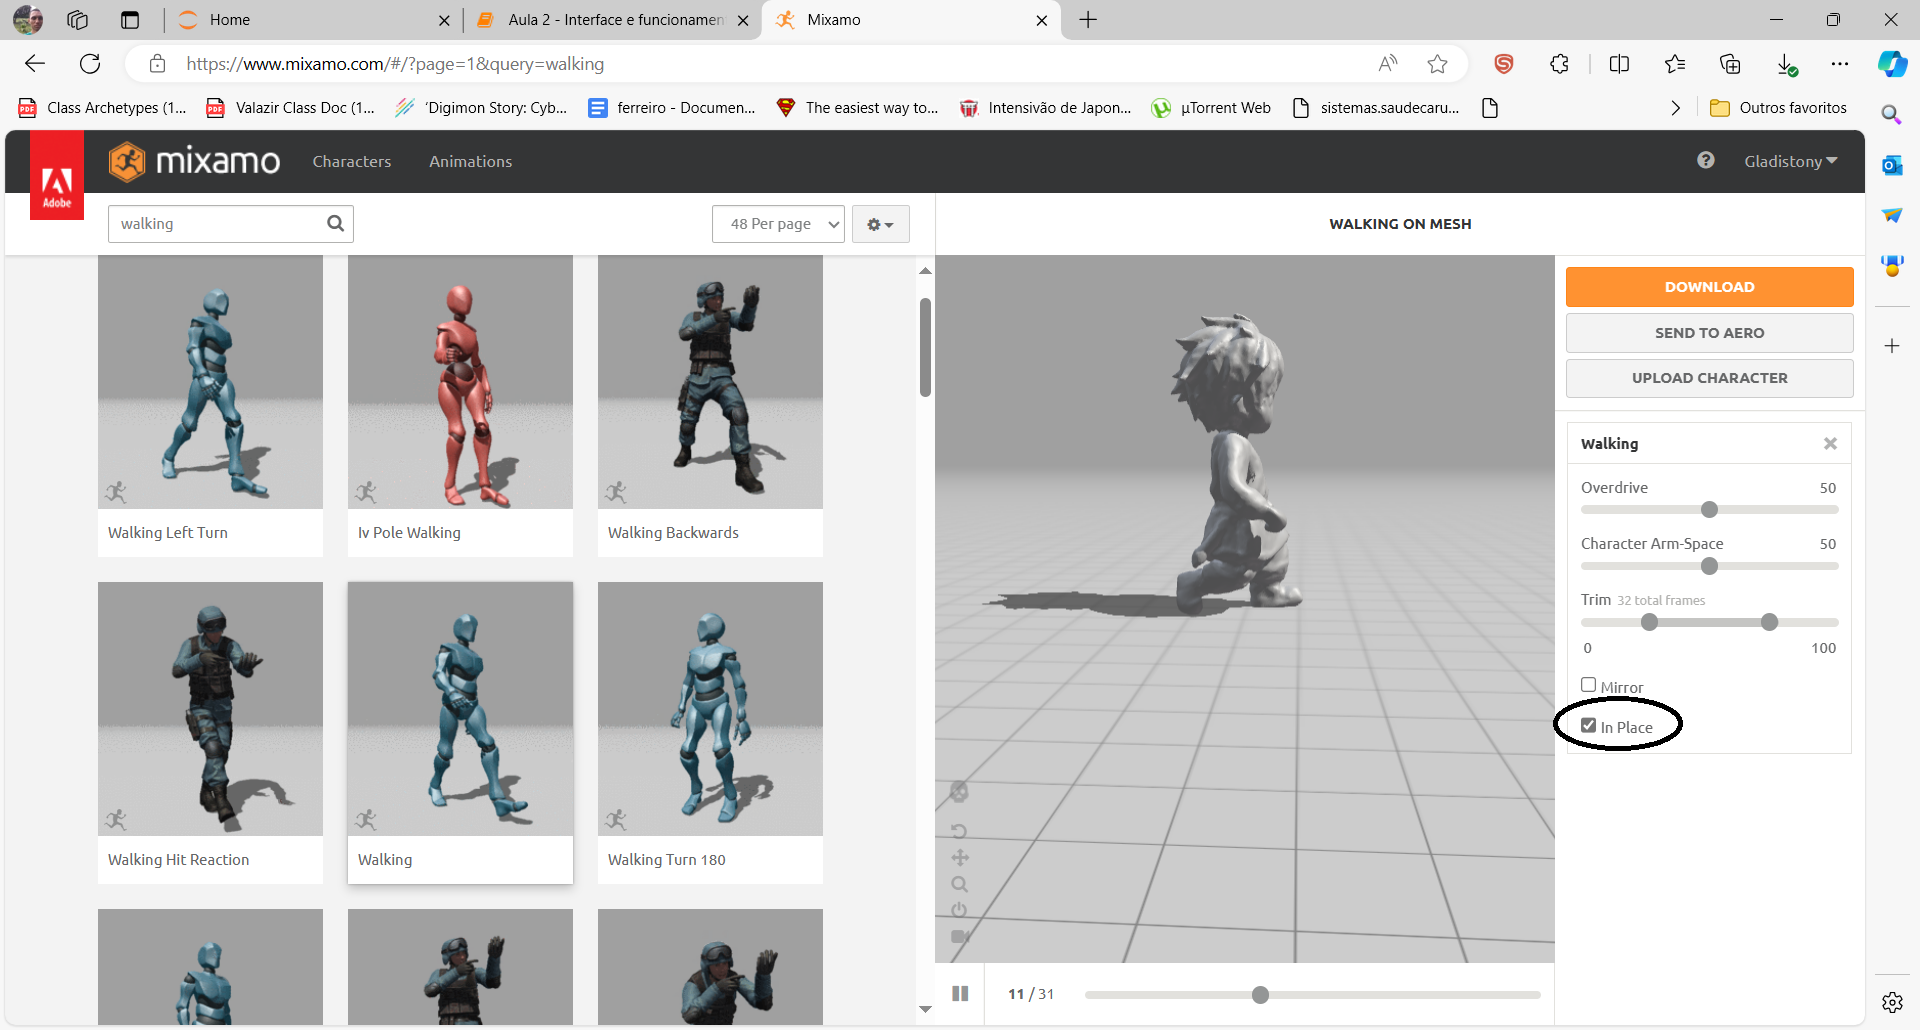 Home
Aula 2 - Interface e funcionamen
Mixamo
https://www.mixamo.com/#/?page=1&query=walking
Class Archetypes (1...
Valazir Class Doc (1...
‘Digimon Story: Cyb...
ferreiro - Documen...
The easiest way to...
Intensivão de Japon...
µTorrent Web
sistemas.saudecaru...
Outros favoritos
Adobe
mixamo
Characters
Animations
Gladistony
walking
48 Per page
WALKING ON MESH
Walking Left Turn
Iv Pole Walking
Walking Backwards
Walking Hit Reaction
Walking
Walking Turn 180
DOWNLOAD
SEND TO AERO
UPLOAD CHARACTER
Walking
Overdrive 50
Character Arm-Space 50
Trim 32 total frames
0 100
Mirror
In Place
11 / 31